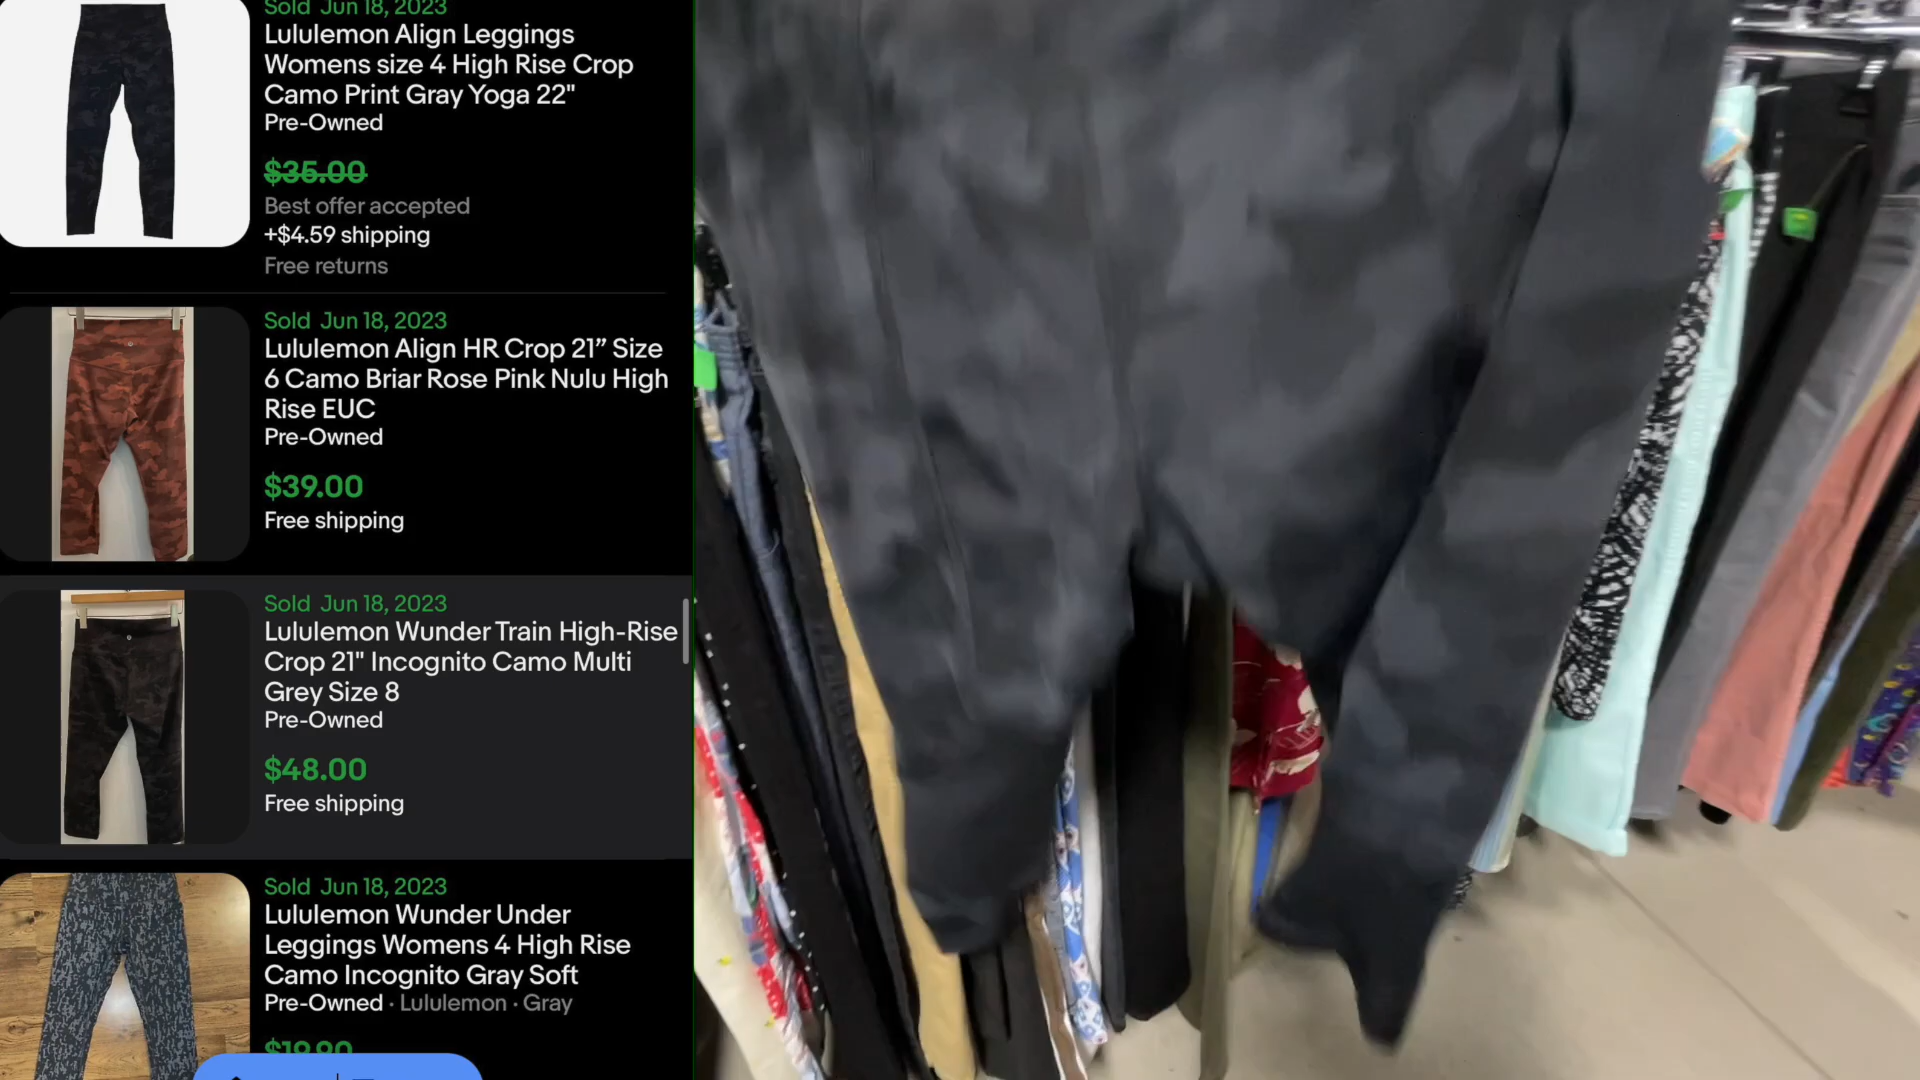 Sold Jun 18, 2023
Lululemon Align Leggings
Womens size 4 High Rise Crop
Camo Print Gray Yoga 22"
Pre-Owned
$35.00
Best offer accepted
+$4.59 shipping
Free returns
Sold Jun 18, 2023
Lululemon Align HR Crop 21” Size
6 Camo Briar Rose Pink Nulu High
Rise EUC
Pre-Owned
$39.00
Free shipping
Sold Jun 18, 2023
Lululemon Wunder Train High-Rise
Crop 21" Incognito Camo Multi
Grey Size 8
Pre-Owned
$48.00
Free shipping
Sold Jun 18, 2023
Lululemon Wunder Under
Leggings Womens 4 High Rise
Camo Incognito Gray Soft
Pre-Owned · Lululemon · Gray